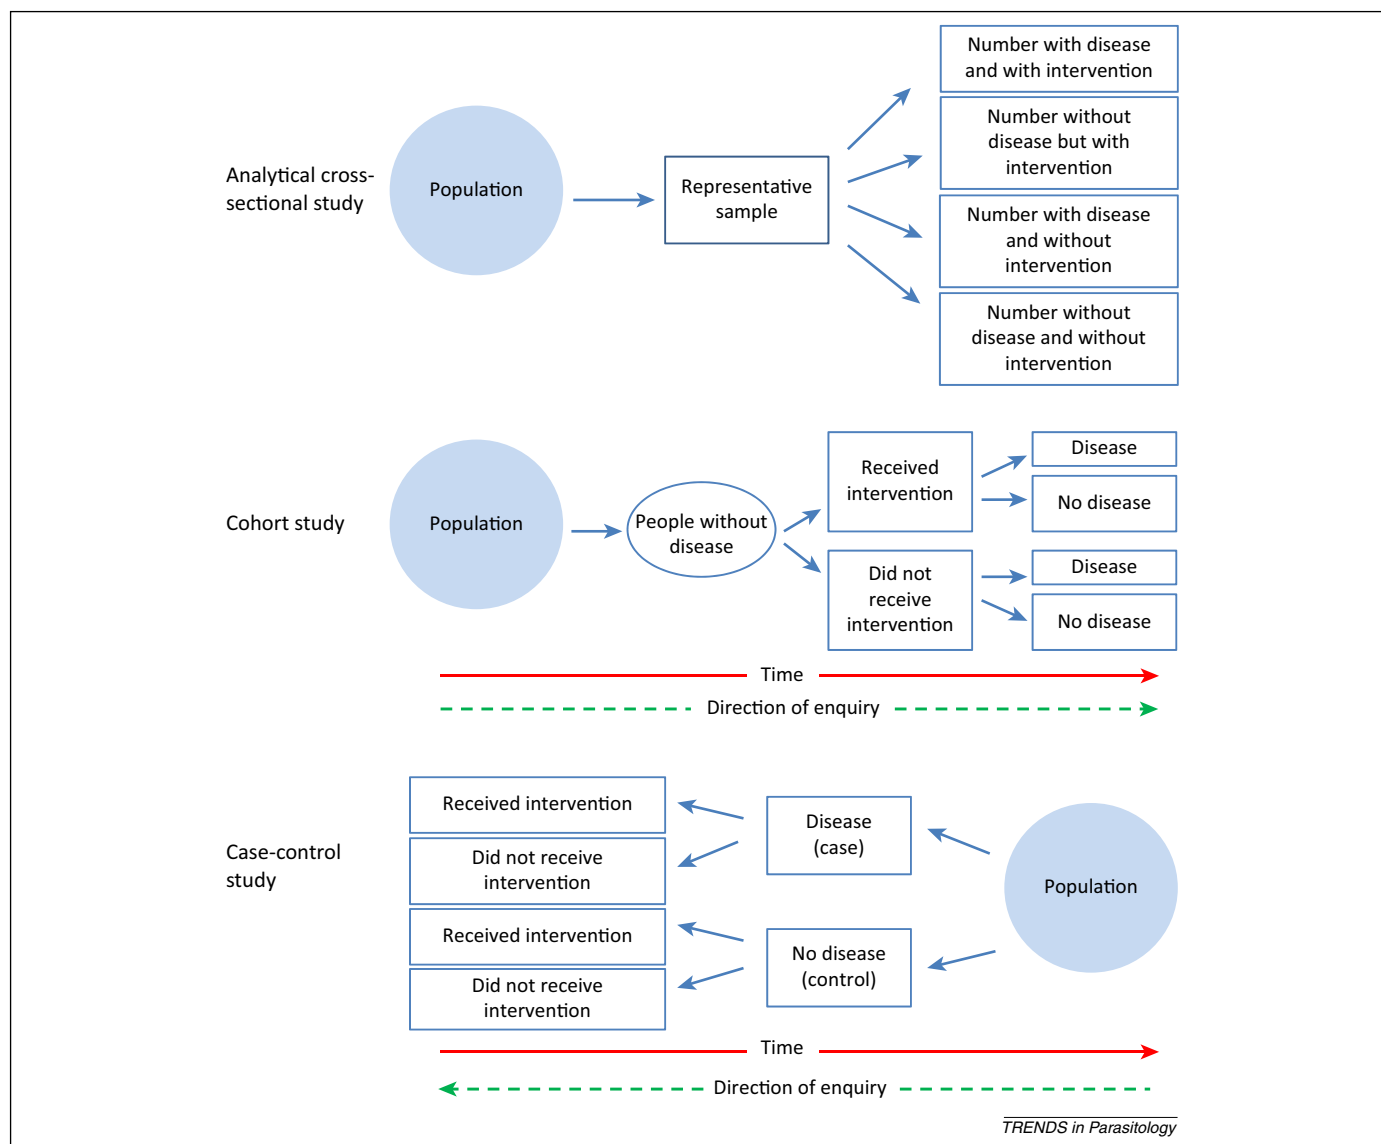 Analytical cross-
sectional study
Population
Representative
sample
Number with disease
and with intervention
Number without
disease but with
intervention
Number with disease
and without
intervention
Number without
disease and without
intervention
Cohort study
Population
People without
disease
Received
intervention
Disease
No disease
Did not
receive
intervention
Disease
No disease
Time
Direction of enquiry
Case-control
study
Received intervention
Did not receive
intervention
Received intervention
Did not receive
intervention
Disease
(case)
No disease
(control)
Population
Time
Direction of enquiry
TRENDS in Parasitology